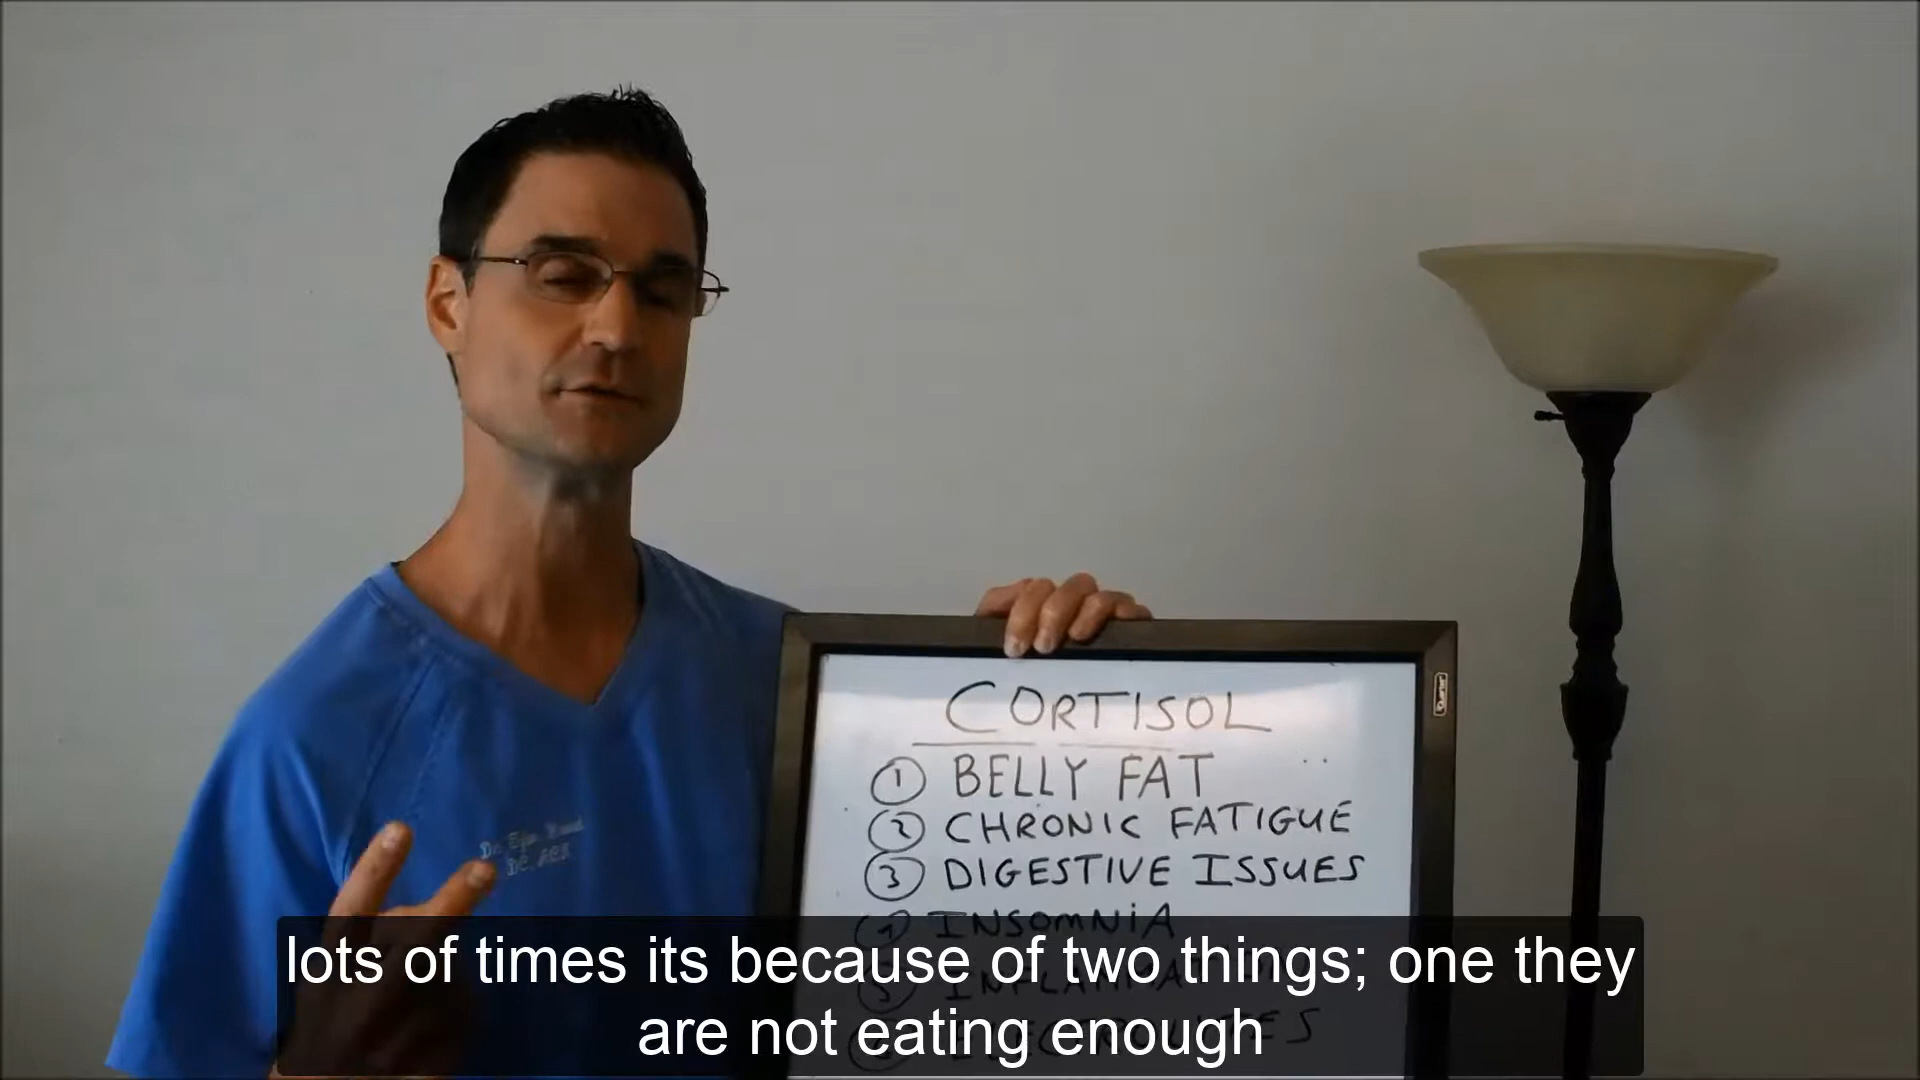 CORTISOL
① BELLY FAT
② CHRONIC FATIGUE
③ DIGESTIVE ISSUES
INSOMNiA
lots of times its because of two things; one they
are not eating enough